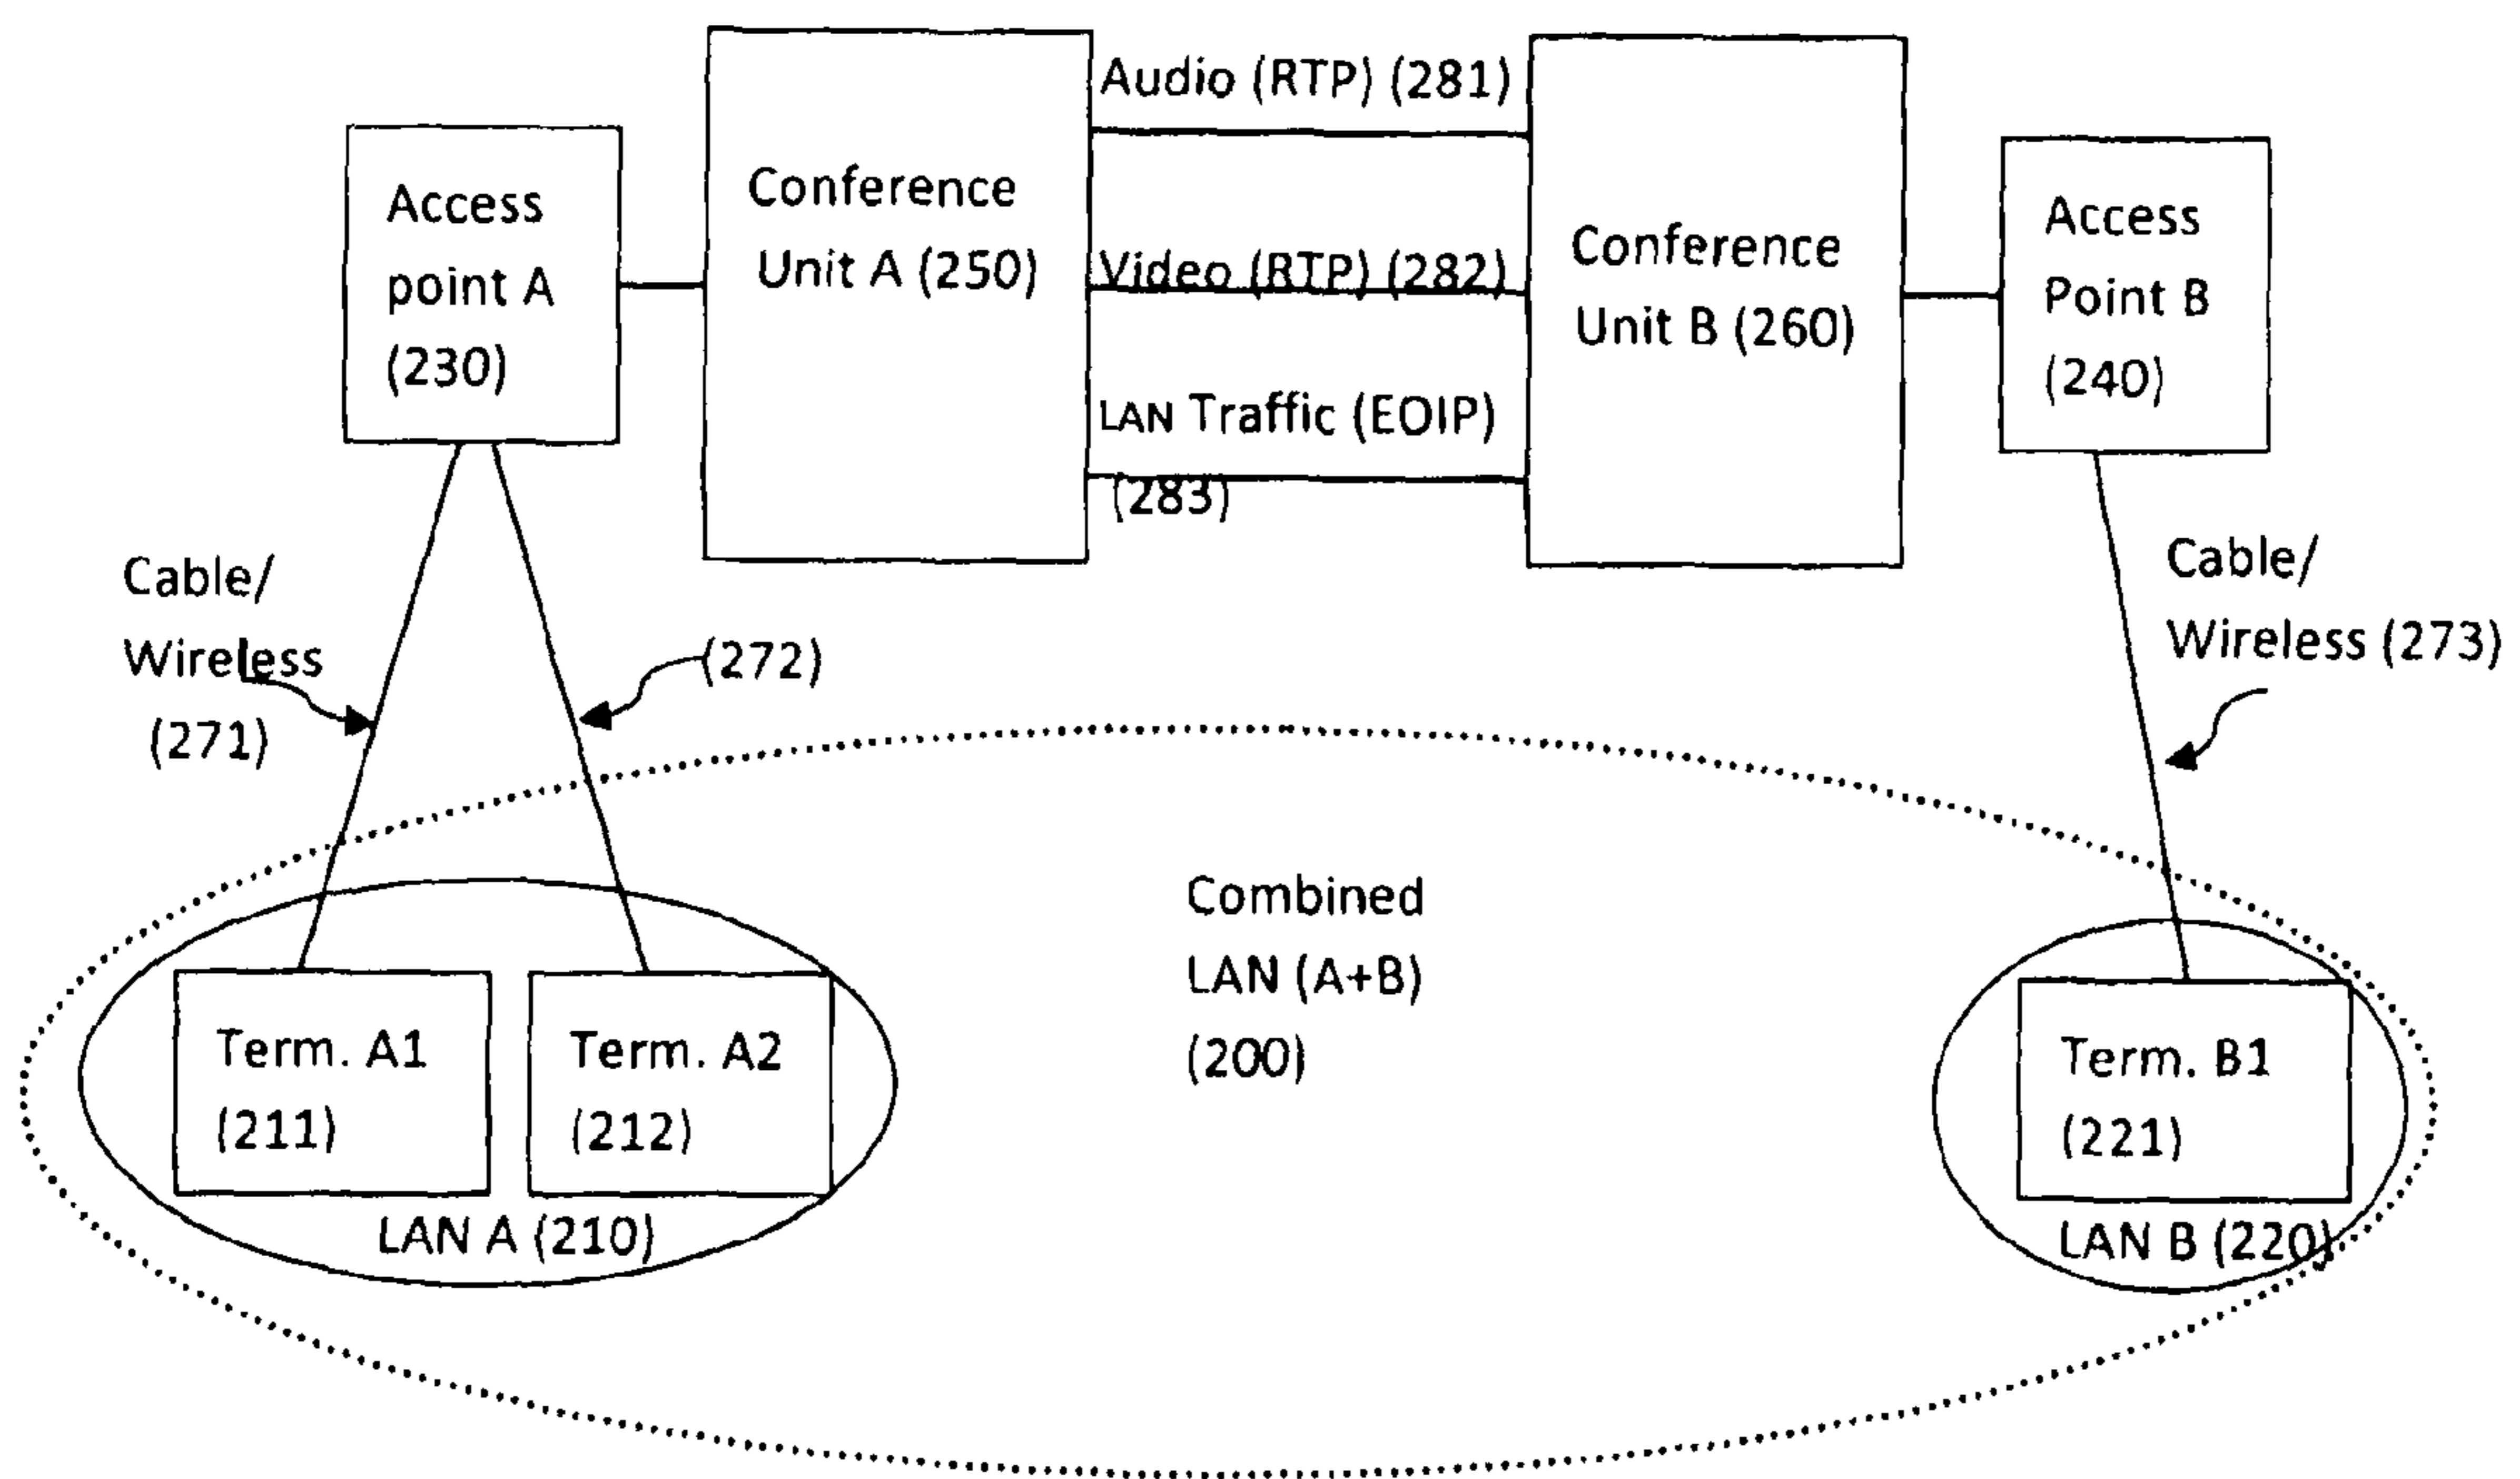 Audio (RTP) (281)
Access
point A
(230)
Conference
Unit A (250)
Video (RTP) (282)
LAN Traffic (EOIP)
(283)
Conference
Unit B (260)
Access
Point B
(240)
Cable/
Wireless
(271)
(272)
Cable/
Wireless (273)
Combined
LAN (A+B)
(200)
Term. A1
(211)
Term. A2
(212)
LAN A (210)
Term. B1
(221)
LAN B (220)